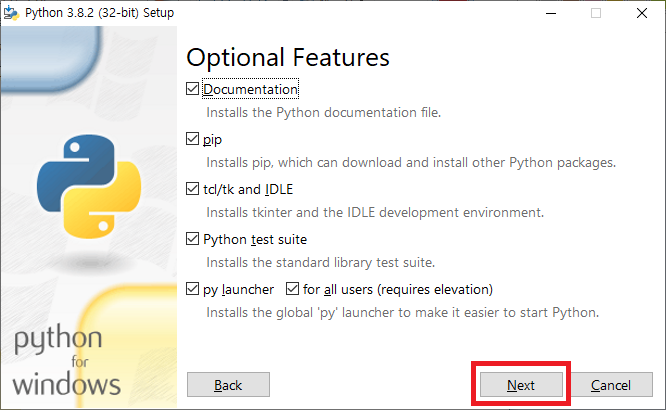 Python 3.8.2 (32-bit) Setup
Optional Features
Documentation
Installs the Python documentation file.
pip
Installs pip, which can download and install other Python packages.
tcl/tk and IDLE
Installs tkinter and the IDLE development environment.
Python test suite
Installs the standard library test suite.
py launcher for all users (requires elevation)
Installs the global 'py' launcher to make it easier to start Python.
python
for
windows
Back Next Cancel